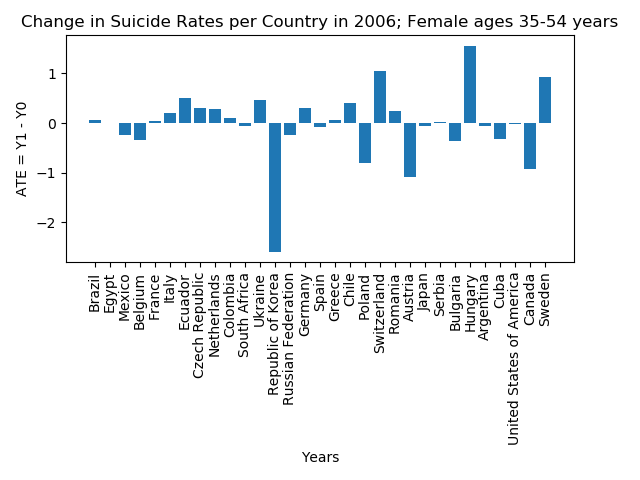 Change in Suicide Rates per Country in 2006; Female ages 35-54 years
ATE = Y1 - Y0
1
0
−1
−2
Brazil
Egypt
Mexico
Belgium
France
Italy
Ecuador
Czech Republic
Netherlands
Colombia
South Africa
Ukraine
Republic of Korea
Russian Federation
Germany
Spain
Greece
Chile
Poland
Switzerland
Romania
Austria
Japan
Serbia
Bulgaria
Hungary
Argentina
Cuba
United States of America
Canada
Sweden
Years